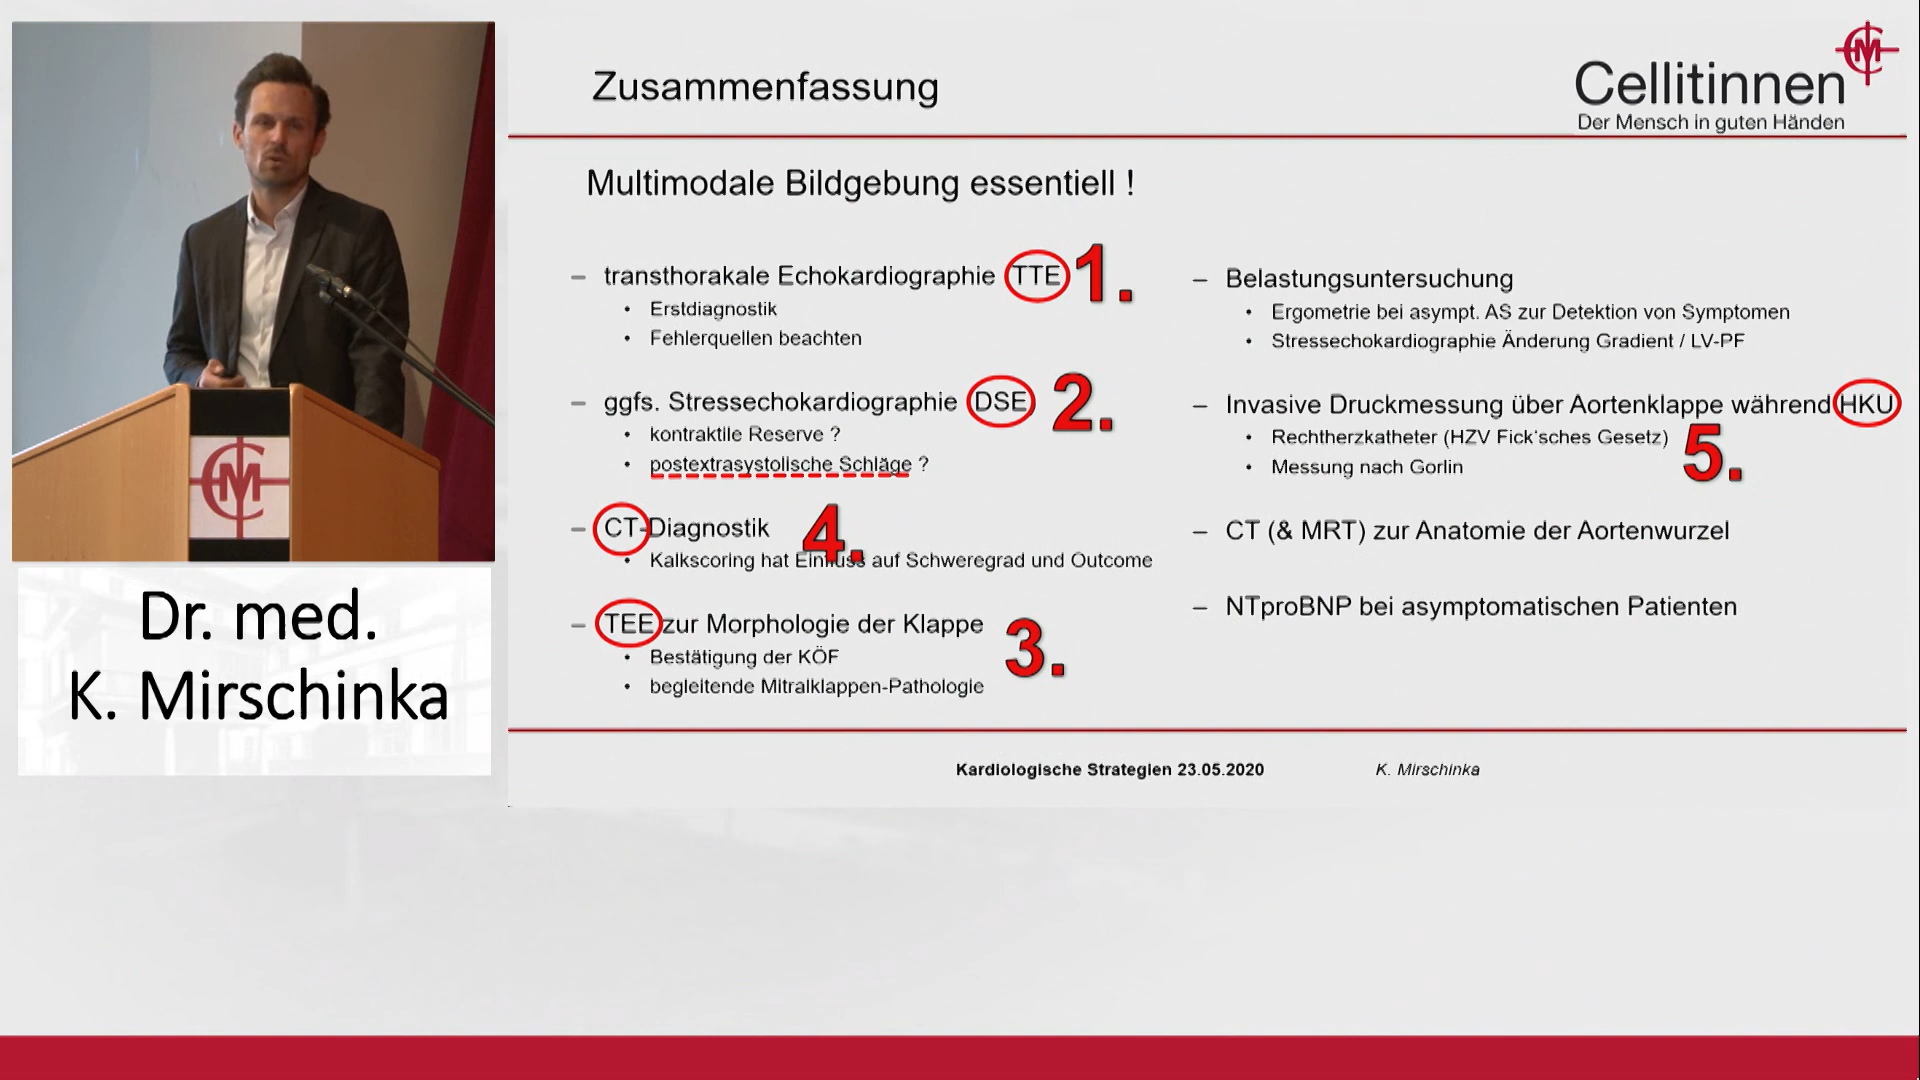 Zusammenfassung
Cellitinnen
Der Mensch in guten Händen
Multimodale Bildgebung essentiell !
– transthorakale Echokardiographie TTE 1.
• Erstdiagnostik
• Fehlerquellen beachten
– ggfs. Stressechokardiographie DSE 2.
• kontraktile Reserve ?
• postextrasystolische Schläge ?
– CT-Diagnostik 4.
• Kalkscoring hat Einfluss auf Schweregrad und Outcome
– TEE zur Morphologie der Klappe 3.
• Bestätigung der KÖF
• begleitende Mitralklappen-Pathologie
– Belastungsuntersuchung
• Ergometrie bei asympt. AS zur Detektion von Symptomen
• Stressechokardiographie Änderung Gradient / LV-PF
– Invasive Druckmessung über Aortenklappe während HKU
• Rechtherzkatheter (HZV Fick'sches Gesetz) 5.
• Messung nach Gorlin
– CT (& MRT) zur Anatomie der Aortenwurzel
– NTproBNP bei asymptomatischen Patienten
Kardiologische Strategien 23.05.2020 K. Mirschinka
Dr. med.
K. Mirschinka